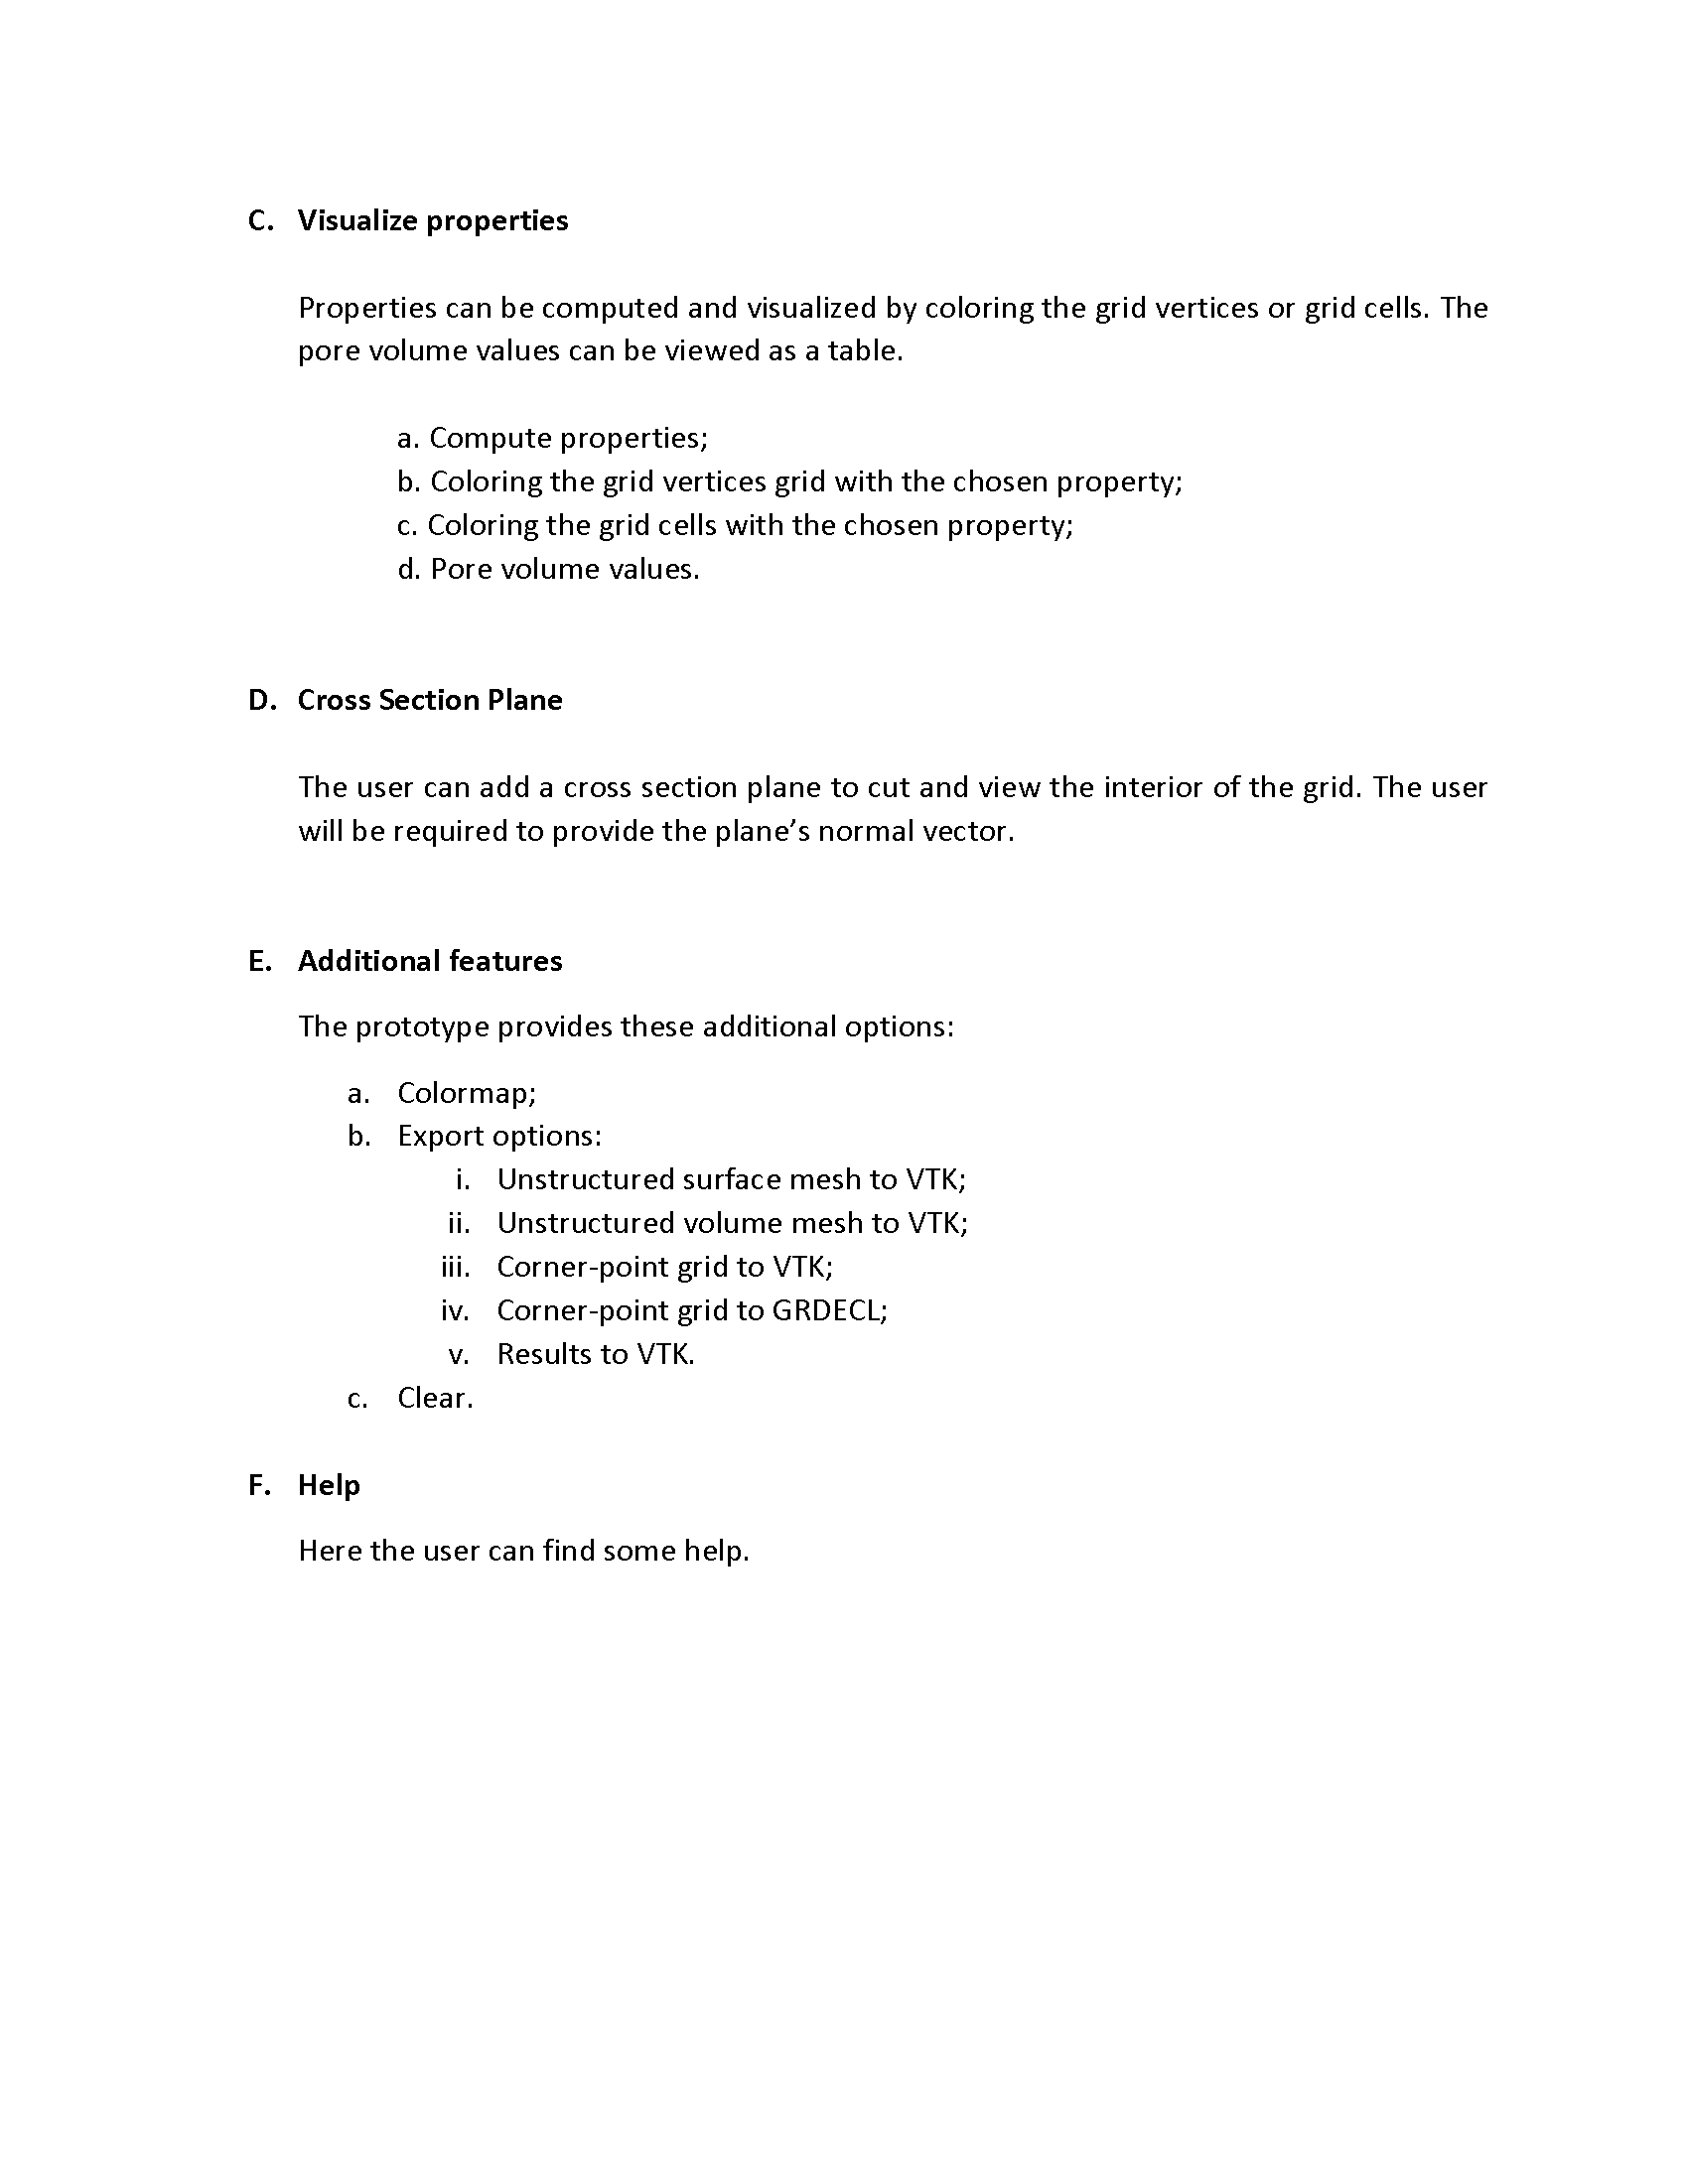 C. Visualize properties
Properties can be computed and visualized by coloring the grid vertices or grid cells. The
pore volume values can be viewed as a table.
a. Compute properties;
b. Coloring the grid vertices grid with the chosen property;
c. Coloring the grid cells with the chosen property;
d. Pore volume values.
D. Cross Section Plane
The user can add a cross section plane to cut and view the interior of the grid. The user
will be required to provide the plane’s normal vector.
E. Additional features
The prototype provides these additional options:
a. Colormap;
b. Export options:
i. Unstructured surface mesh to VTK;
ii. Unstructured volume mesh to VTK;
iii. Corner-point grid to VTK;
iv. Corner-point grid to GRDECL;
v. Results to VTK.
c. Clear.
F. Help
Here the user can find some help.